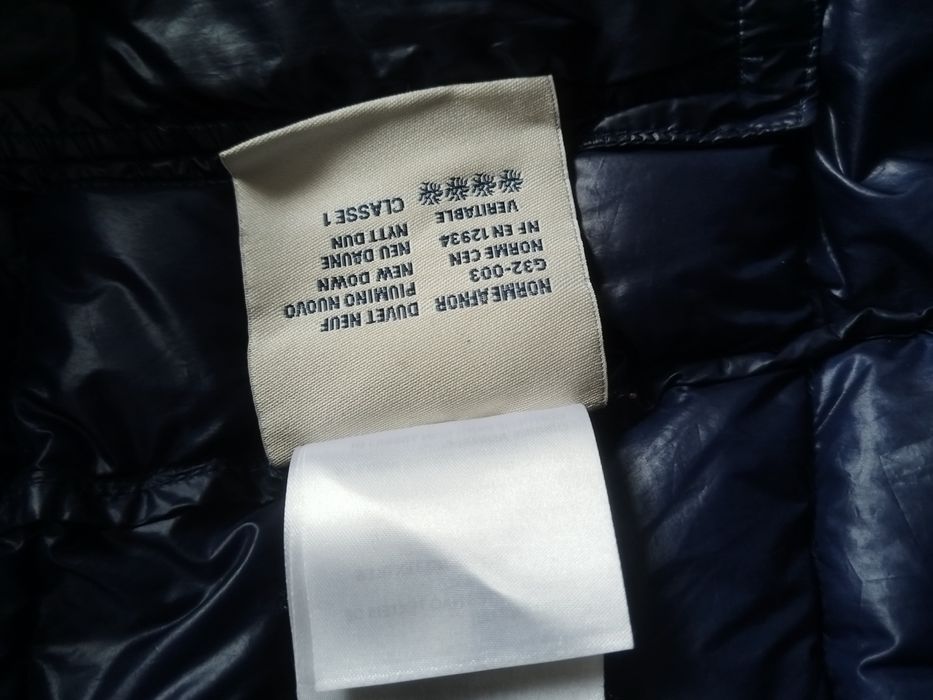 NORME AFNOR
G32-003
NORME CEN
NF EN 12934
VERITABLE
DUVET NEUF
PIUMINO NUOVO
NEW DOWN
NEU DAUNE
NYTT DUN
CLASSE 1